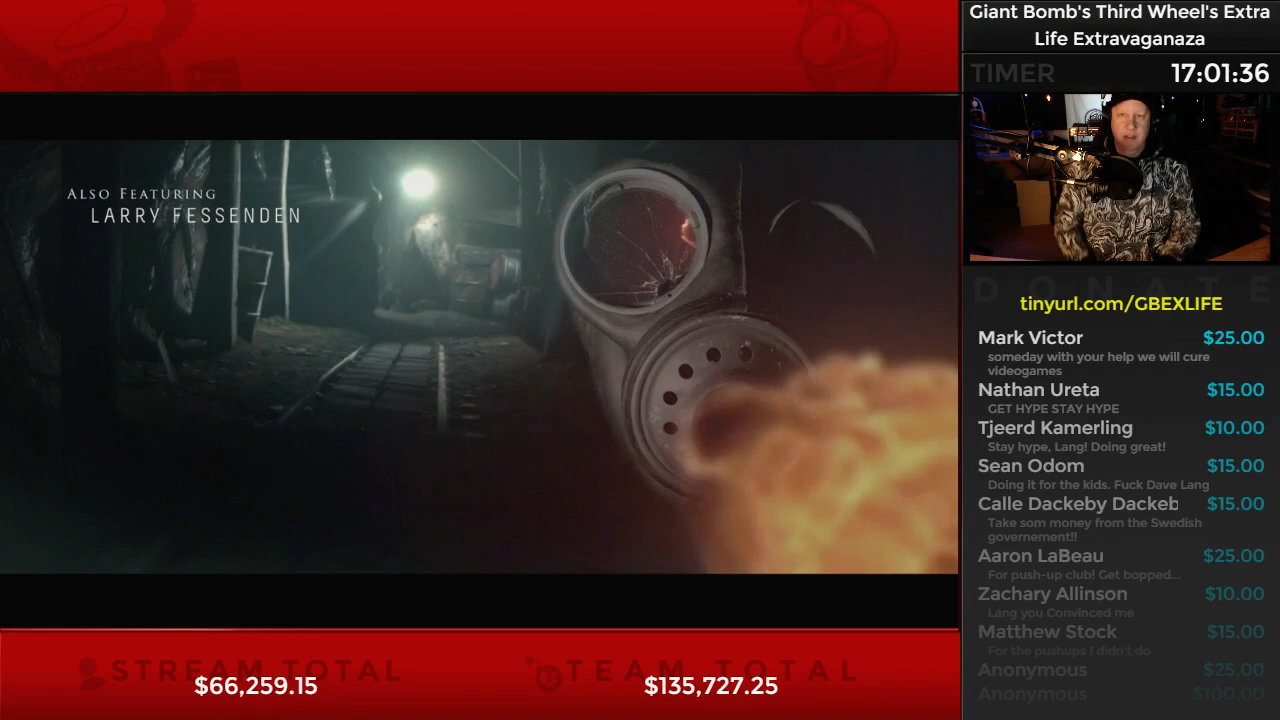 Giant Bomb's Third Wheel's Extra
Life Extravaganaza
TIMER
17:01:36
ALSO FEATURING
LARRY FESSENDEN
DONATE
tinyurl.com/GBEXLIFE
Mark Victor $25.00
someday with your help we will cure
videogames
Nathan Ureta $15.00
GET HYPE STAY HYPE
Tjeerd Kamerling $10.00
Stay hype, Lang! Doing great!
Sean Odom $15.00
Doing it for the kids. Fuck Dave Lang
Calle Dackeby Dackeb $15.00
Take som money from the Swedish
governement!!
Aaron LaBeau $25.00
For push-up club! Get bopped...
Zachary Allinson $10.00
Lang you Convinced me
Matthew Stock $15.00
For the pushups I didn't do
Anonymous $25.00
Anonymous $100.00
STREAM TOTAL
$66,259.15
TEAM TOTAL
$135,727.25